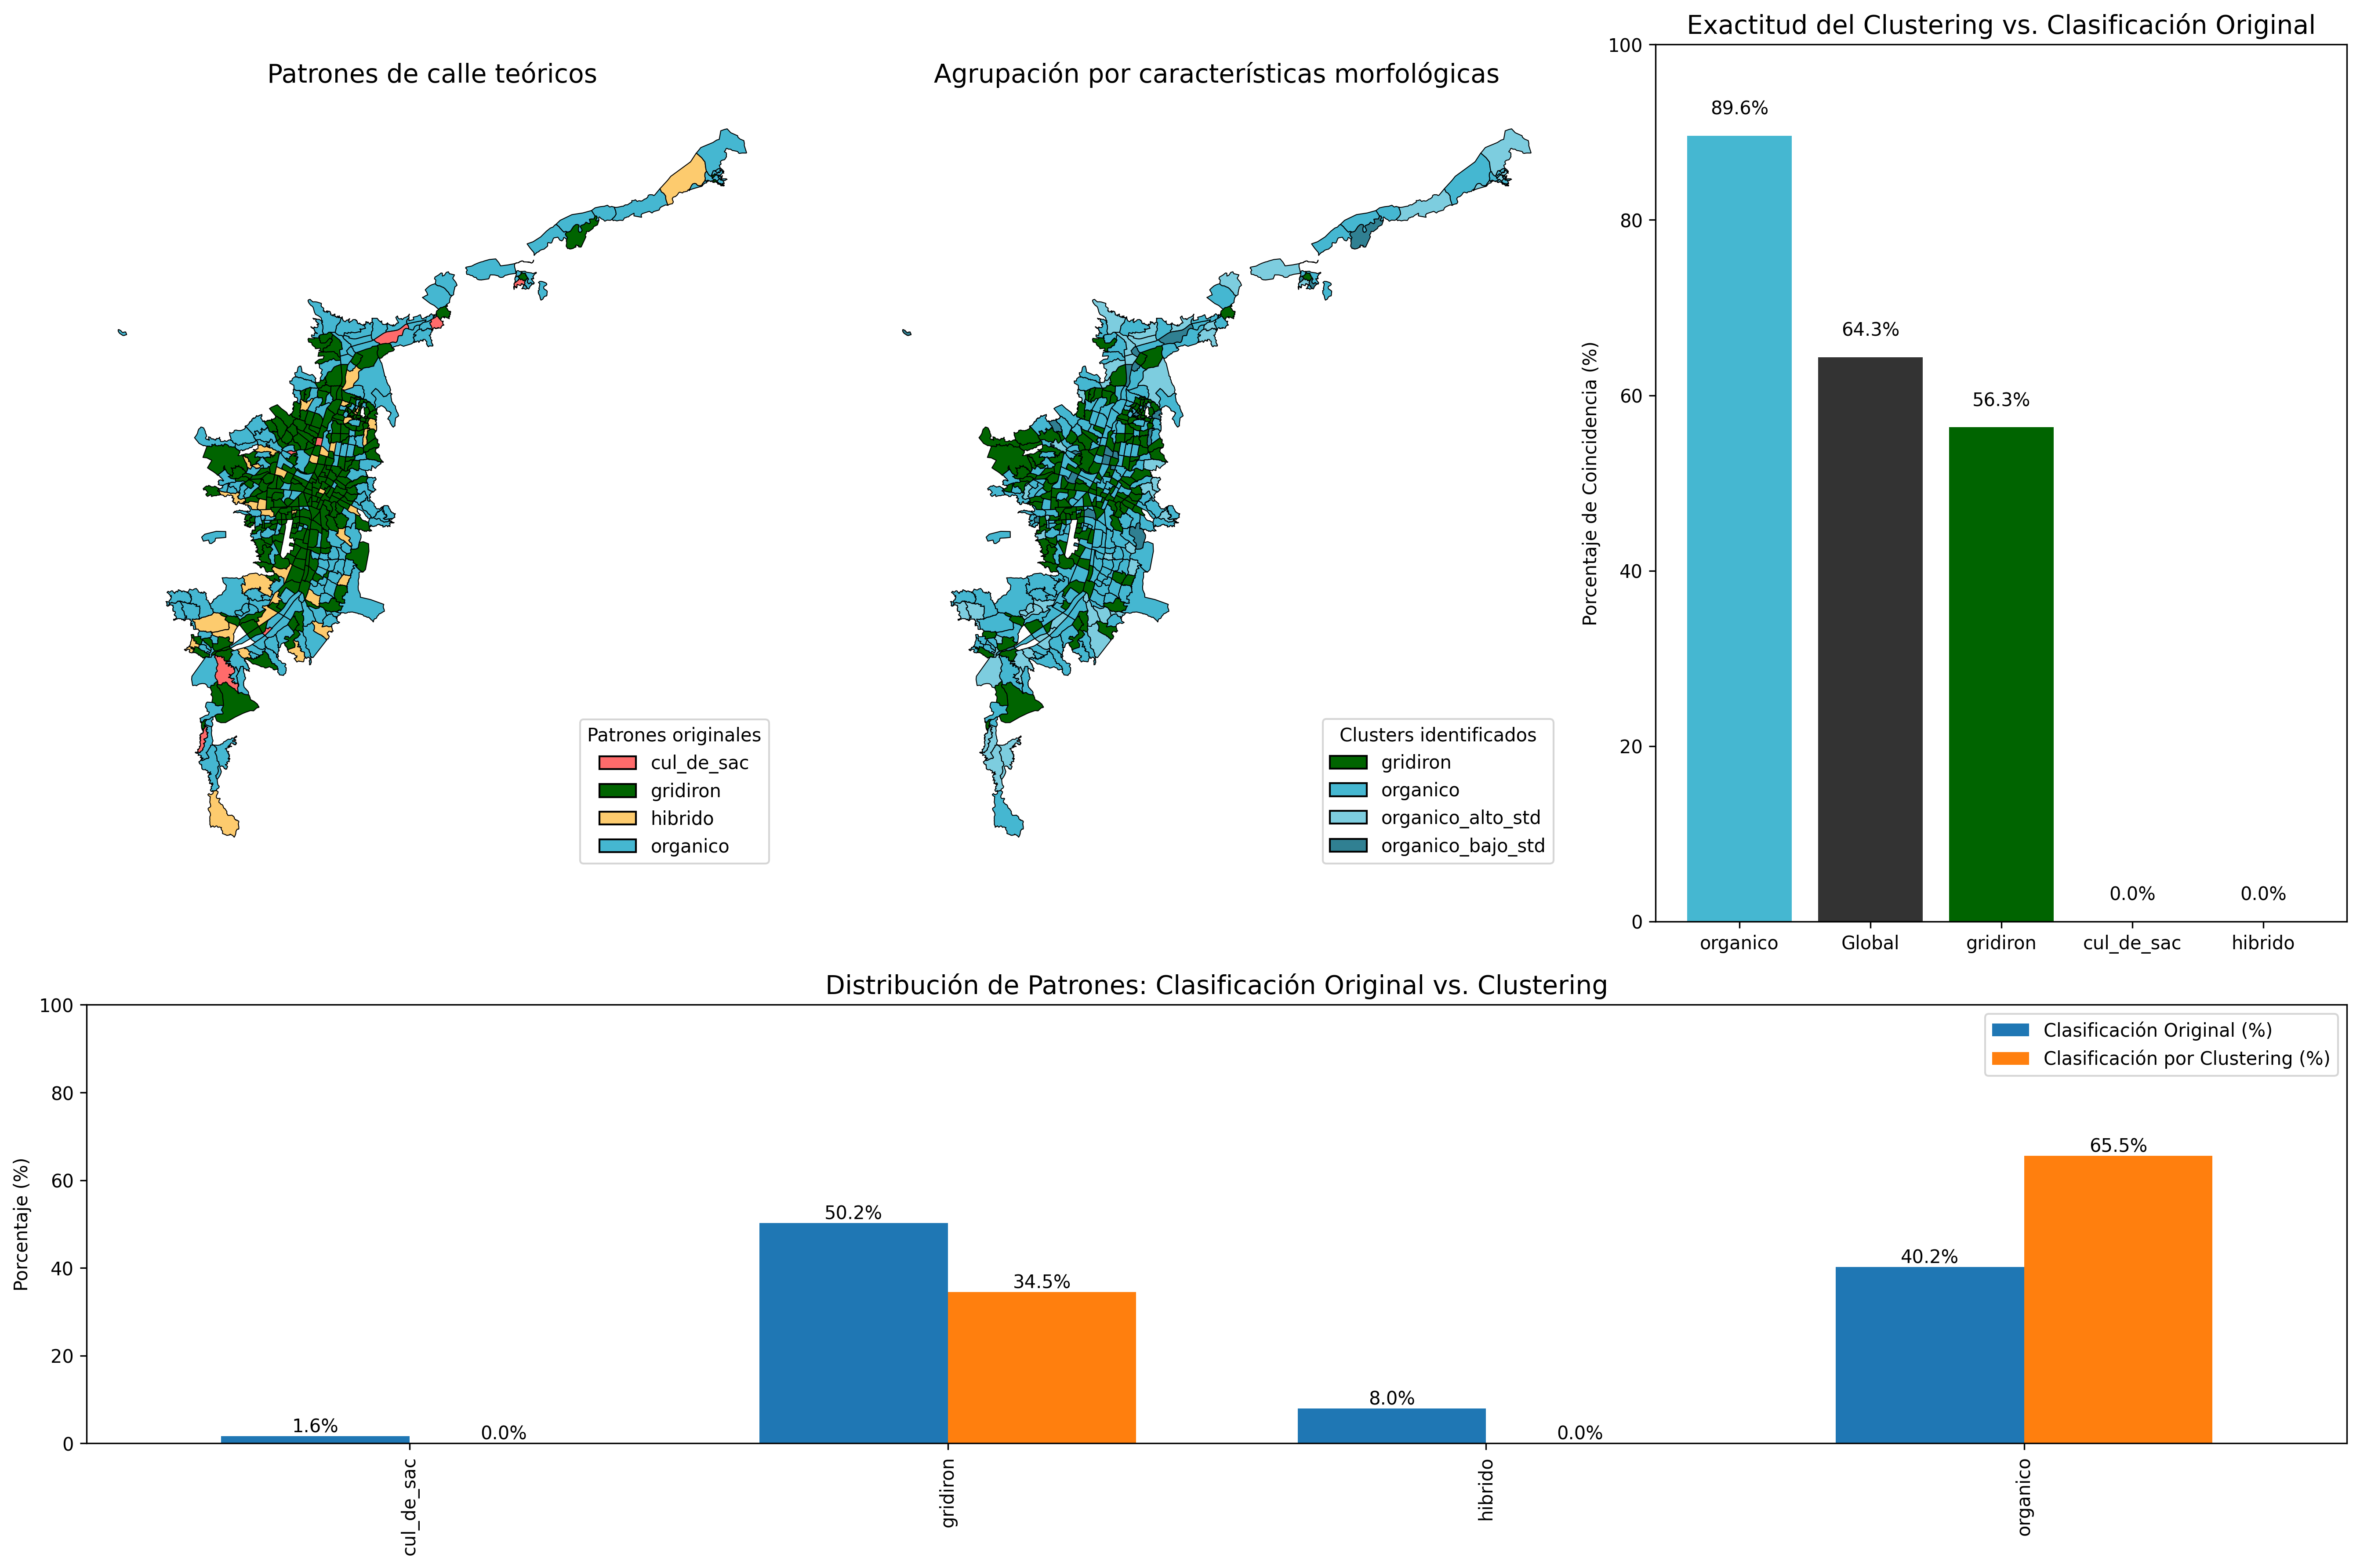 Patrones de calle teóricos
Patrones originales
cul_de_sac
gridiron
hibrido
organico
Agrupación por características morfológicas
Clusters identificados
gridiron
organico
organico_alto_std
organico_bajo_std
Exactitud del Clustering vs. Clasificación Original
Porcentaje de Coincidencia (%)
100
80
60
40
20
0
89.6%
64.3%
56.3%
0.0%
0.0%
organico
Global
gridiron
cul_de_sac
hibrido
Distribución de Patrones: Clasificación Original vs. Clustering
Porcentaje (%)
100
80
60
40
20
0
Clasificación Original (%)
Clasificación por Clustering (%)
1.6%
0.0%
50.2%
34.5%
8.0%
0.0%
40.2%
65.5%
cul_de_sac
gridiron
hibrido
organico